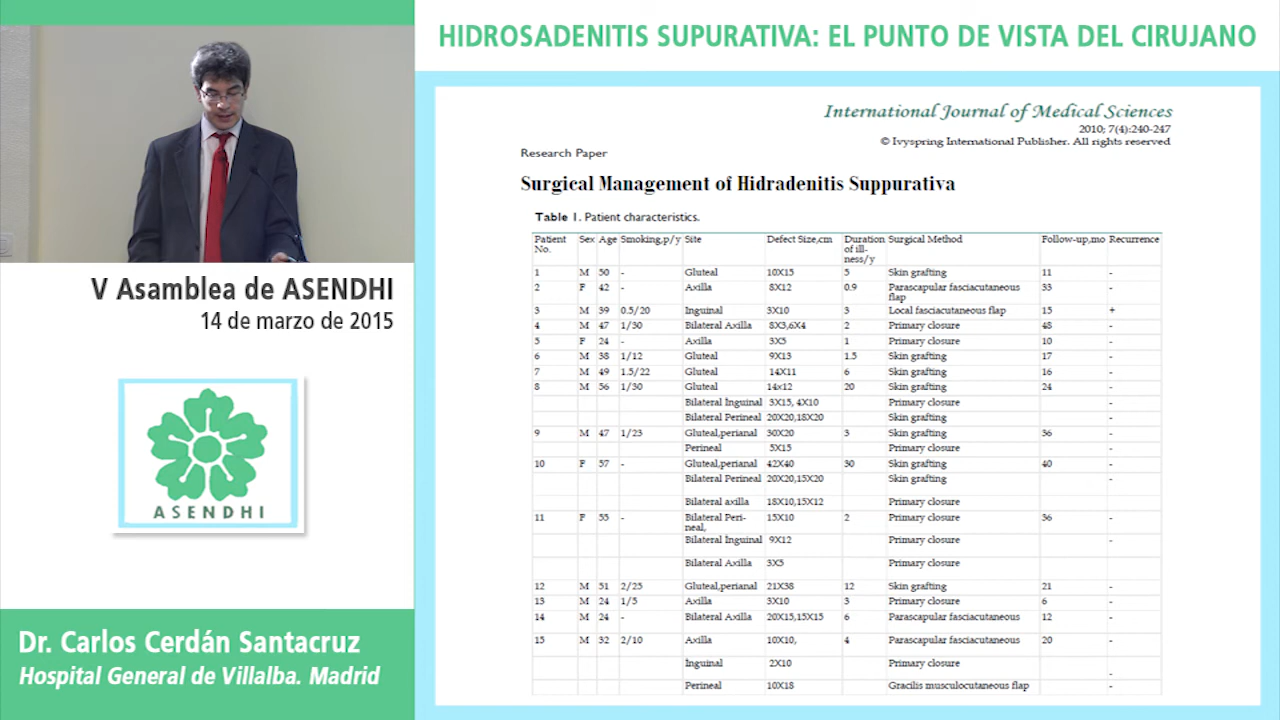 HIDROSADENITIS SUPURATIVA: EL PUNTO DE VISTA DEL CIRUJANO
International Journal of Medical Sciences
2010; 7(4):240-247
© Ivyspring International Publisher. All rights reserved
Research Paper
Surgical Management of Hidradenitis Suppurativa
Table 1. Patient characteristics.
Patient No. Sex Age Smoking,p/y Site Defect Size,cm Duration of ill-ness/y Surgical Method Follow-up,mo Recurrence
1 M 50 - Gluteal 10X15 5 Skin grafting 11 -
2 F 42 - Axilla 8X12 0.9 Parascapular fasciacutaneous flap 33 -
3 M 39 0.5/20 Inguinal 3X10 3 Local fasciacutaneous flap 15 +
4 M 47 1/30 Bilateral Axilla 8X3,6X4 2 Primary closure 48 -
5 F 24 - Axilla 3X5 1 Primary closure 10 -
6 M 38 1/12 Gluteal 9X13 1.5 Skin grafting 17 -
7 M 49 1.5/22 Gluteal 14X11 6 Skin grafting 16 -
8 M 56 1/30 Gluteal 14x12 20 Skin grafting 24 -
Bilateral Inguinal 3X15, 4X10 Primary closure -
Bilateral Perineal 20X20,18X20 Skin grafting -
9 M 47 1/23 Gluteal,perianal 30X20 3 Skin grafting 36 -
Perineal 5X15 Primary closure -
10 F 57 - Gluteal,perianal 42X40 30 Skin grafting 40 -
Bilateral Perineal 20X20,15X20 Skin grafting -
Bilateral axilla 18X10,15X12 Primary closure -
11 F 55 - Bilateral Peri-neal, 15X10 2 Primary closure 36 -
Bilateral Inguinal 9X12 Primary closure -
Bilateral Axilla 3X5 Primary closure
12 M 51 2/25 Gluteal,perianal 21X38 12 Skin grafting 21 -
13 M 24 1/5 Axilla 3X10 3 Primary closure 6 -
14 M 24 - Bilateral Axilla 20X15,15X15 6 Parascapular fasciacutaneous 12 -
15 M 32 2/10 Axilla 10X10, 4 Parascapular fasciacutaneous 20 -
Inguinal 2X10 Primary closure -
Perineal 10X18 Gracilis musculocutaneous flap -
V Asamblea de ASENDHI
14 de marzo de 2015
ASENDHI
Dr. Carlos Cerdán Santacruz
Hospital General de Villalba. Madrid